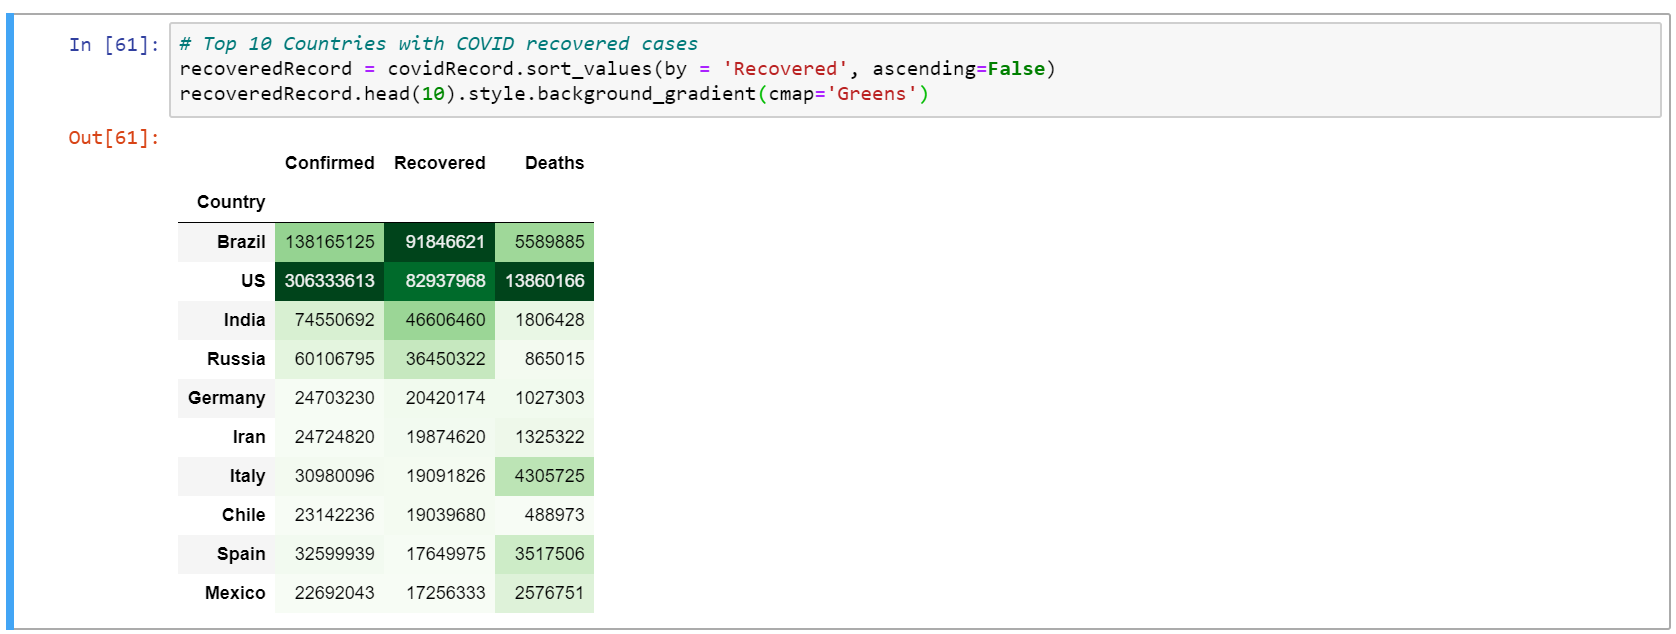 In [61]: # Top 10 Countries with COVID recovered cases
recoveredRecord = covidRecord.sort_values(by = 'Recovered', ascending=False)
recoveredRecord.head(10).style.background_gradient(cmap='Greens')
Out[61]:
Confirmed Recovered Deaths
Country
Brazil 138165125 91846621 5589885
US 306333613 82937968 13860166
India 74550692 46606460 1806428
Russia 60106795 36450322 865015
Germany 24703230 20420174 1027303
Iran 24724820 19874620 1325322
Italy 30980096 19091826 4305725
Chile 23142236 19039680 488973
Spain 32599939 17649975 3517506
Mexico 22692043 17256333 2576751